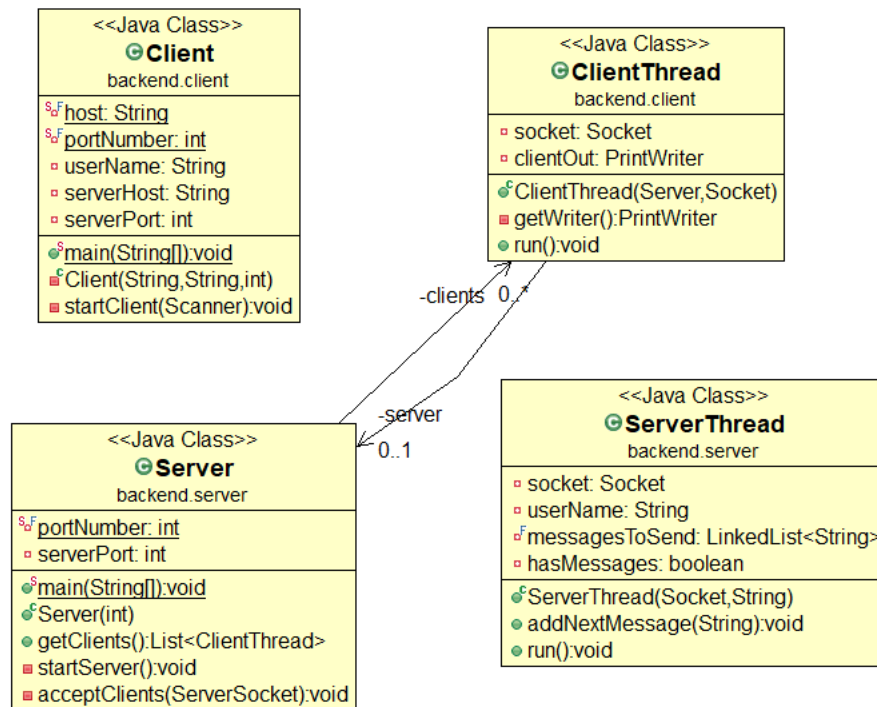 <<Java Class>>
Client
backend.client
host: String
portNumber: int
userName: String
serverHost: String
serverPort: int
main(String[]):void
Client(String,String,int)
startClient(Scanner):void
<<Java Class>>
ClientThread
backend.client
socket: Socket
clientOut: PrintWriter
ClientThread(Server,Socket)
getWriter():PrintWriter
run():void
-clients 0..*
-server
0..1
<<Java Class>>
Server
backend.server
portNumber: int
serverPort: int
main(String[]):void
Server(int)
getClients():List<ClientThread>
startServer():void
acceptClients(ServerSocket):void
<<Java Class>>
ServerThread
backend.server
socket: Socket
userName: String
messagesToSend: LinkedList<String>
hasMessages: boolean
ServerThread(Socket,String)
addNextMessage(String):void
run():void